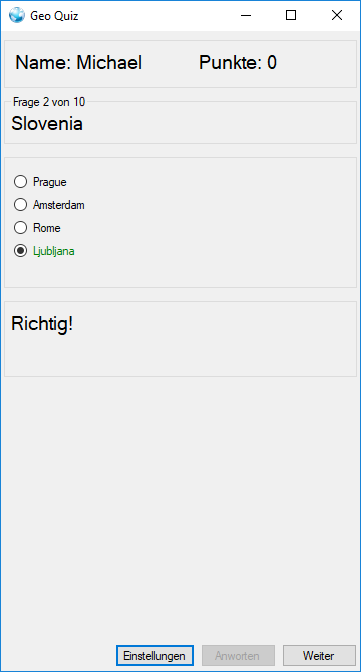 Geo Quiz
Name: Michael Punkte: 0
Frage 2 von 10
Slovenia
Prague
Amsterdam
Rome
Ljubljana
Richtig!
Einstellungen Anworten Weiter